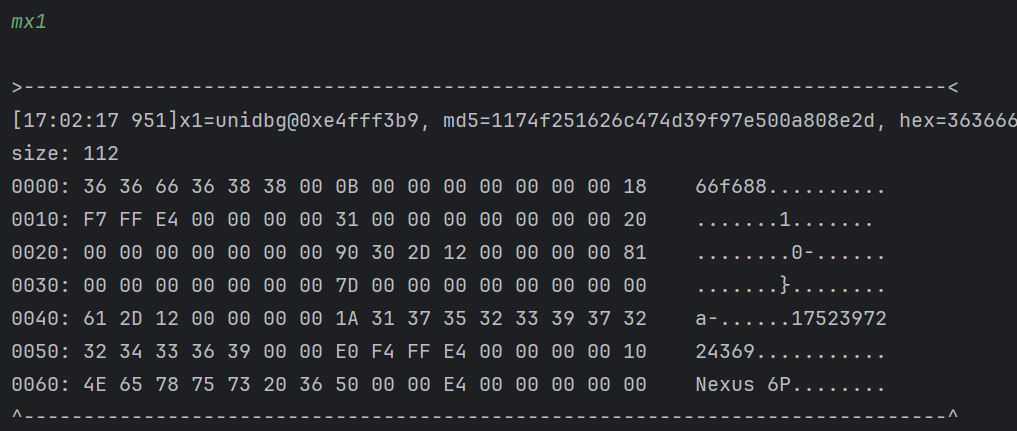 mx1
>-----------------------------------------------------------------------------<
[17:02:17 951]x1=unidbg@0xe4fff3b9, md5=1174f251626c474d39f97e500a808e2d, hex=363666
size: 112
0000: 36 36 66 36 38 38 00 0B 00 00 00 00 00 00 00 18    66f688..........
0010: F7 FF E4 00 00 00 00 31 00 00 00 00 00 00 00 20    .......1.......
0020: 00 00 00 00 00 00 00 90 30 2D 12 00 00 00 00 81    ........0-......
0030: 00 00 00 00 00 00 00 7D 00 00 00 00 00 00 00 00    .......}........
0040: 61 2D 12 00 00 00 00 1A 31 37 35 32 33 39 37 32    a-......17523972
0050: 32 34 33 36 39 00 00 E0 F4 FF E4 00 00 00 00 10    24369...........
0060: 4E 65 78 75 73 20 36 50 00 00 E4 00 00 00 00 00    Nexus 6P........
^-----------------------------------------------------------------------------^